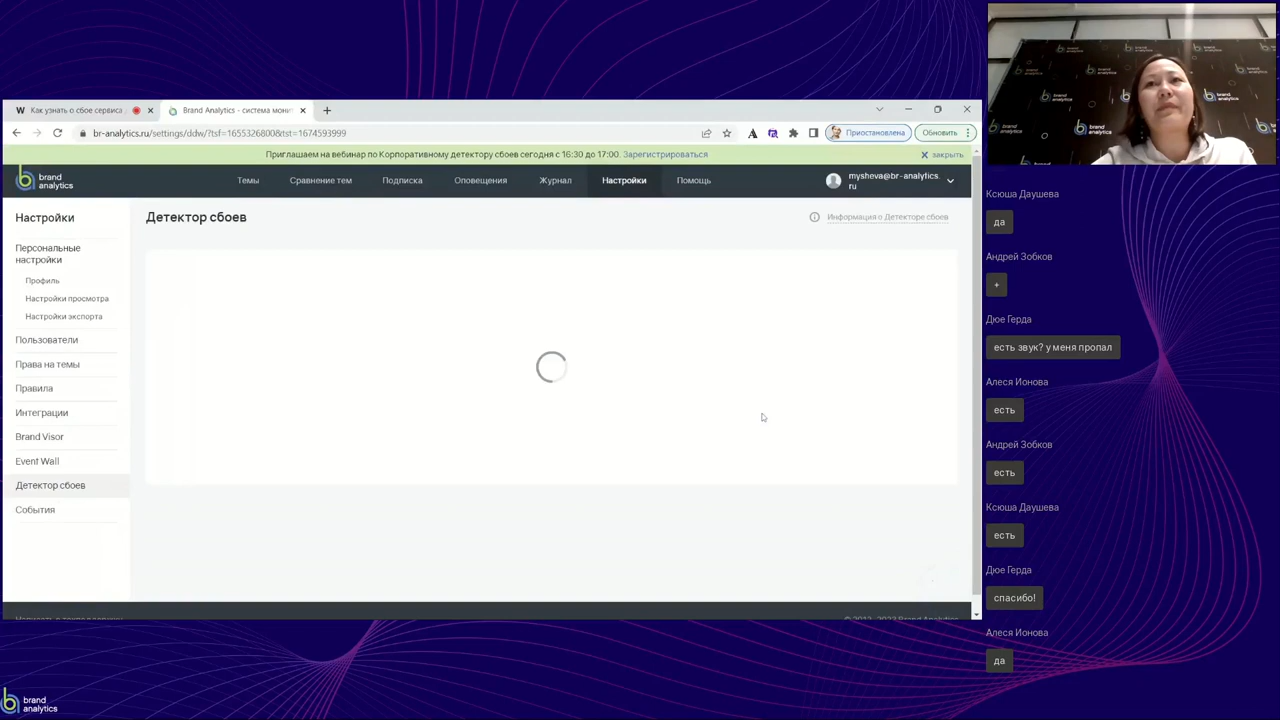 Как узнать о сбое сервиса
Brand Analytics - система мони
br-analytics.ru/settings/ddw/?tsf=1655326800&tst=1674593999
Приостановлена
Обновить
Приглашаем на вебинар по Корпоративному детектору сбоев сегодня с 16:30 до 17:00. Зарегистрироваться
закрыть
brand
analytics
Темы
Сравнение тем
Подписка
Оповещения
Журнал
Настройки
Помощь
mysheva@br-analytics.
ru
Настройки
Персональные
настройки
Профиль
Настройки просмотра
Настройки экспорта
Пользователи
Права на темы
Правила
Интеграции
Brand Visor
Event Wall
Детектор сбоев
События
Детектор сбоев
Информация о Детекторе сбоев
Ксюша Даушева
да
Андрей Зобков
+
Дюе Герда
есть звук? у меня пропал
Алеся Ионова
есть
Андрей Зобков
есть
Ксюша Даушева
есть
Дюе Герда
спасибо!
Алеся Ионова
да
brand
analytics